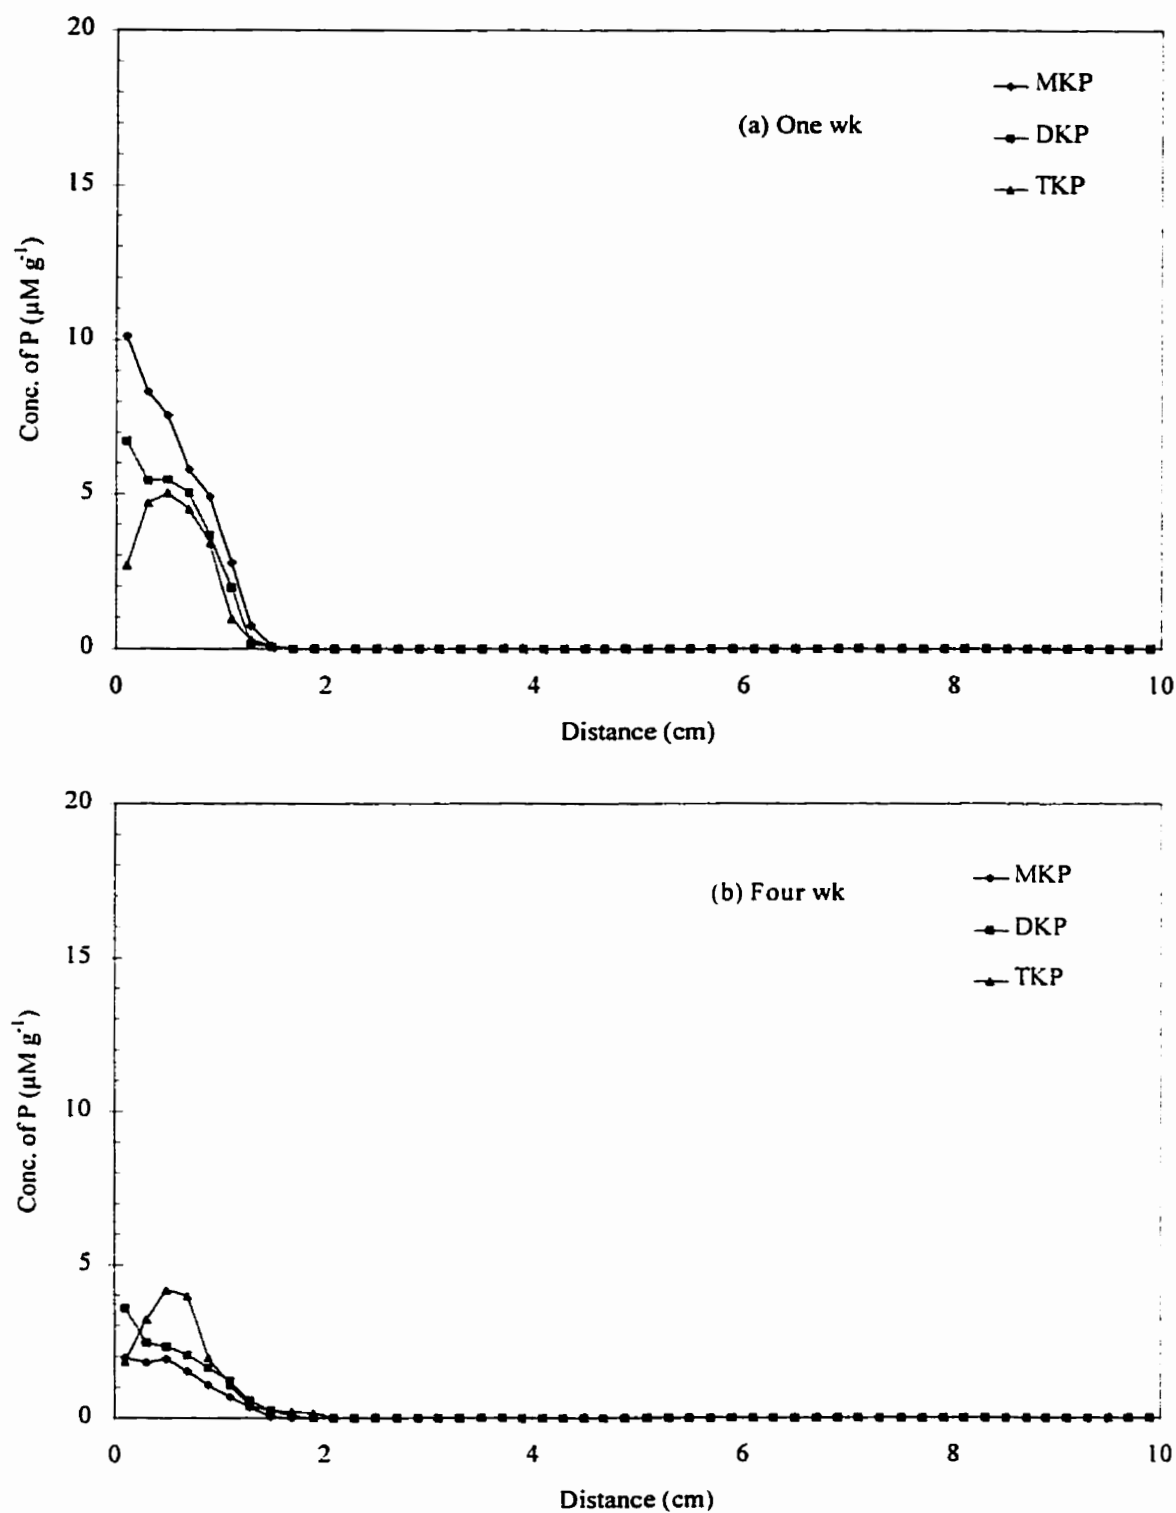 20
MKP
(a) One wk
DKP
15
TKP
Conc. of P (µM g⁻¹)
10
5
0
0 2 4 6 8 10
Distance (cm)
20
MKP
(b) Four wk
DKP
15
TKP
Conc. of P (µM g⁻¹)
10
5
0
0 2 4 6 8 10
Distance (cm)